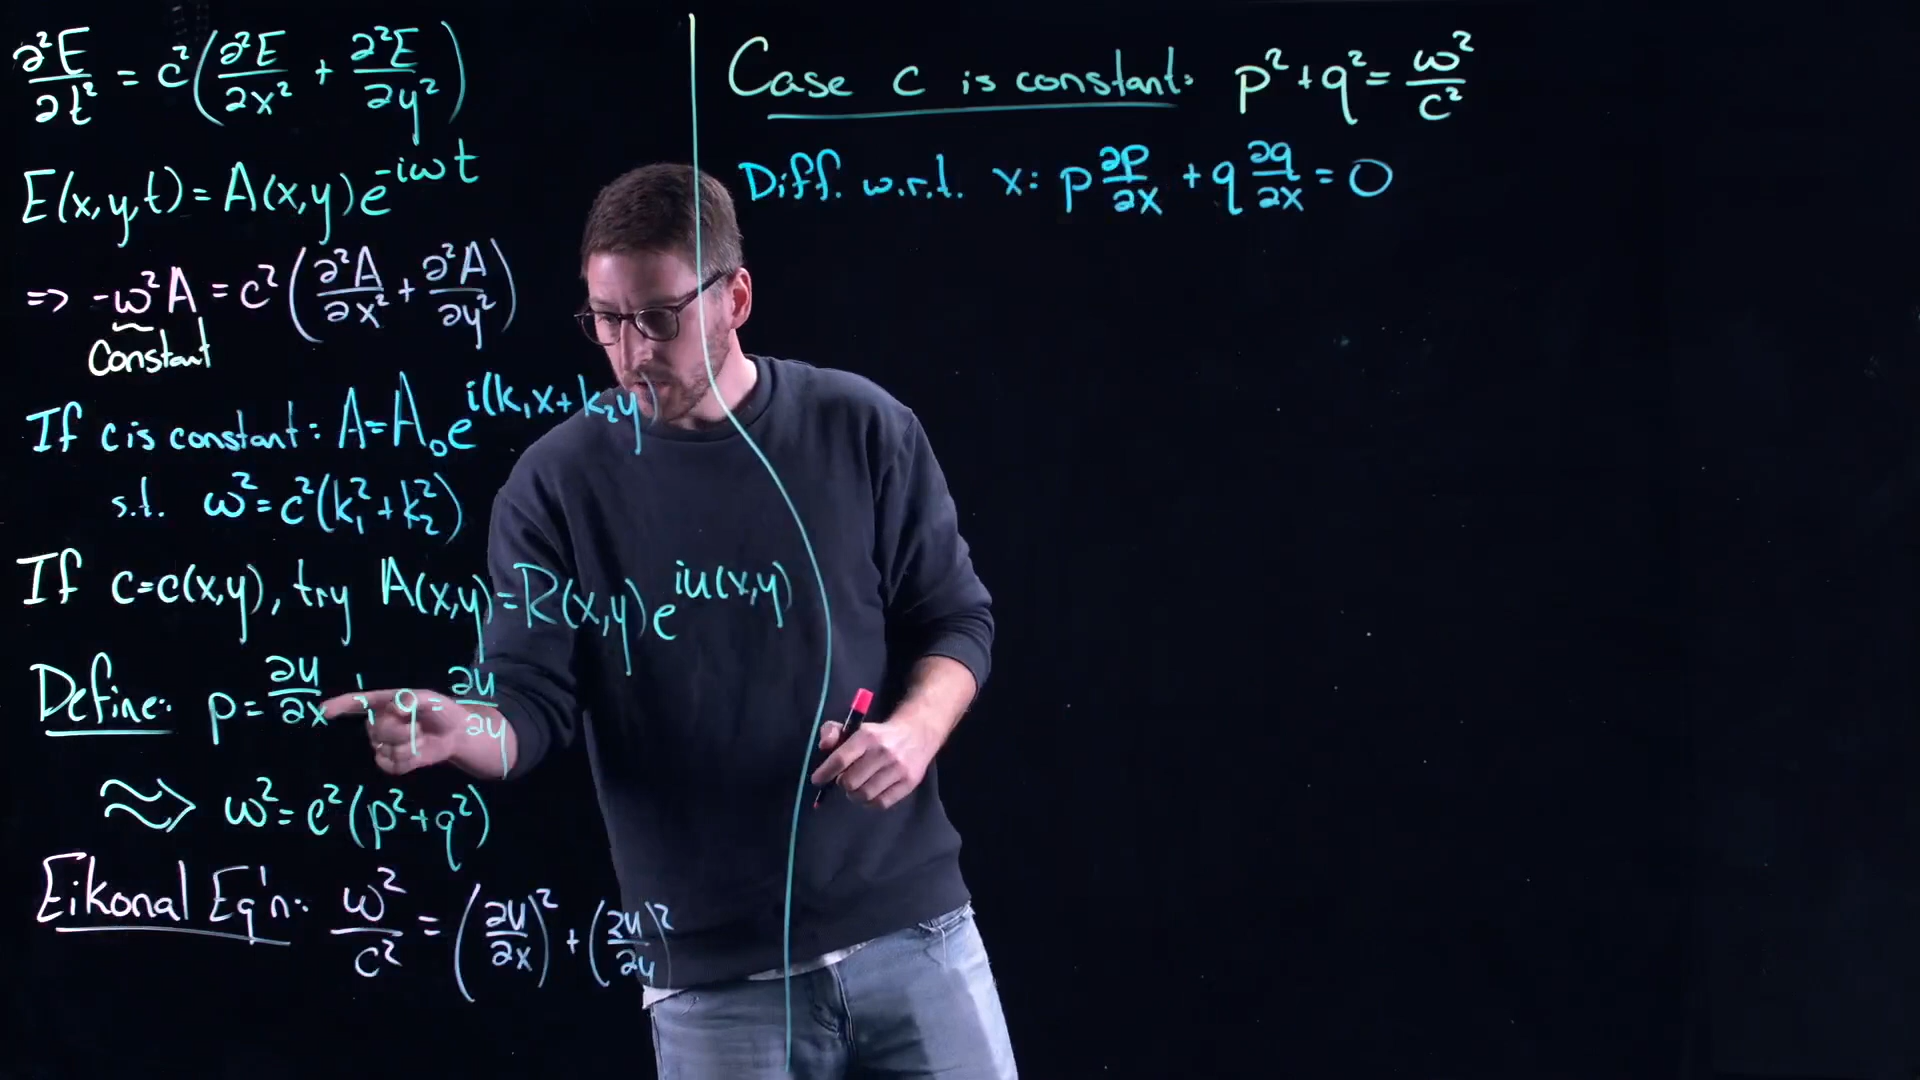 ∂²E/∂t² = c²(∂²E/∂x² + ∂²E/∂y²)
E(x,y,t) = A(x,y)e^{-iωt}
=> -ω²A = c²(∂²A/∂x² + ∂²A/∂y²)
Constant
If c is constant: A = A₀e^{i(k₁x+k₂y)}
s.t. ω² = c²(k₁²+k₂²)
If c=c(x,y), try A(x,y)=R(x,y)e^{iu(x,y)}
Define: p = ∂u/∂x ; q = ∂u/∂y
≈> ω² = c²(p²+q²)
Eikonal Eq'n: ω²/c² = (∂u/∂x)² + (∂u/∂y)²
Case c is constant: p²+q² = ω²/c²
Diff. w.r.t. x: p ∂p/∂x + q ∂q/∂x = 0